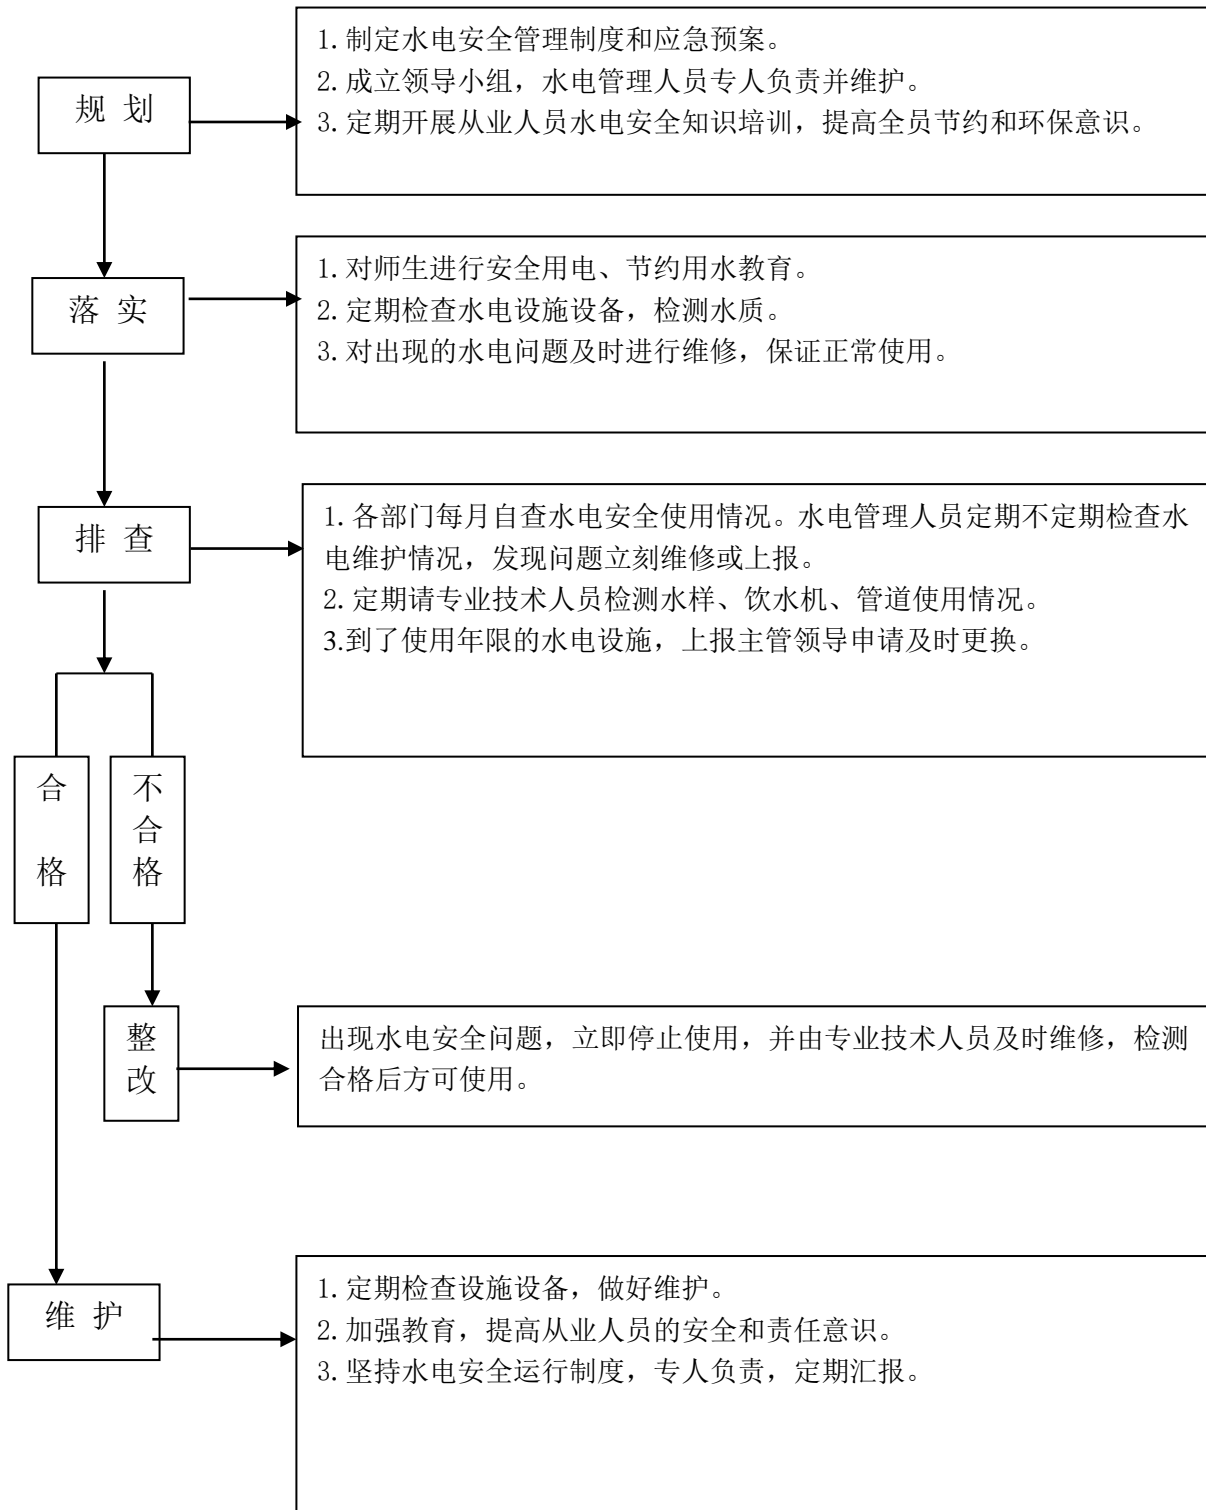 规 划
1.制定水电安全管理制度和应急预案。
2.成立领导小组，水电管理人员专人负责并维护。
3.定期开展从业人员水电安全知识培训，提高全员节约和环保意识。
落 实
1.对师生进行安全用电、节约用水教育。
2.定期检查水电设施设备，检测水质。
3.对出现的水电问题及时进行维修，保证正常使用。
排 查
1.各部门每月自查水电安全使用情况。水电管理人员定期不定期检查水
电维护情况，发现问题立刻维修或上报。
2.定期请专业技术人员检测水样、饮水机、管道使用情况。
3.到了使用年限的水电设施，上报主管领导申请及时更换。
合
格
不
合
格
整
改
出现水电安全问题，立即停止使用，并由专业技术人员及时维修，检测
合格后方可使用。
维 护
1.定期检查设施设备，做好维护。
2.加强教育，提高从业人员的安全和责任意识。
3.坚持水电安全运行制度，专人负责，定期汇报。